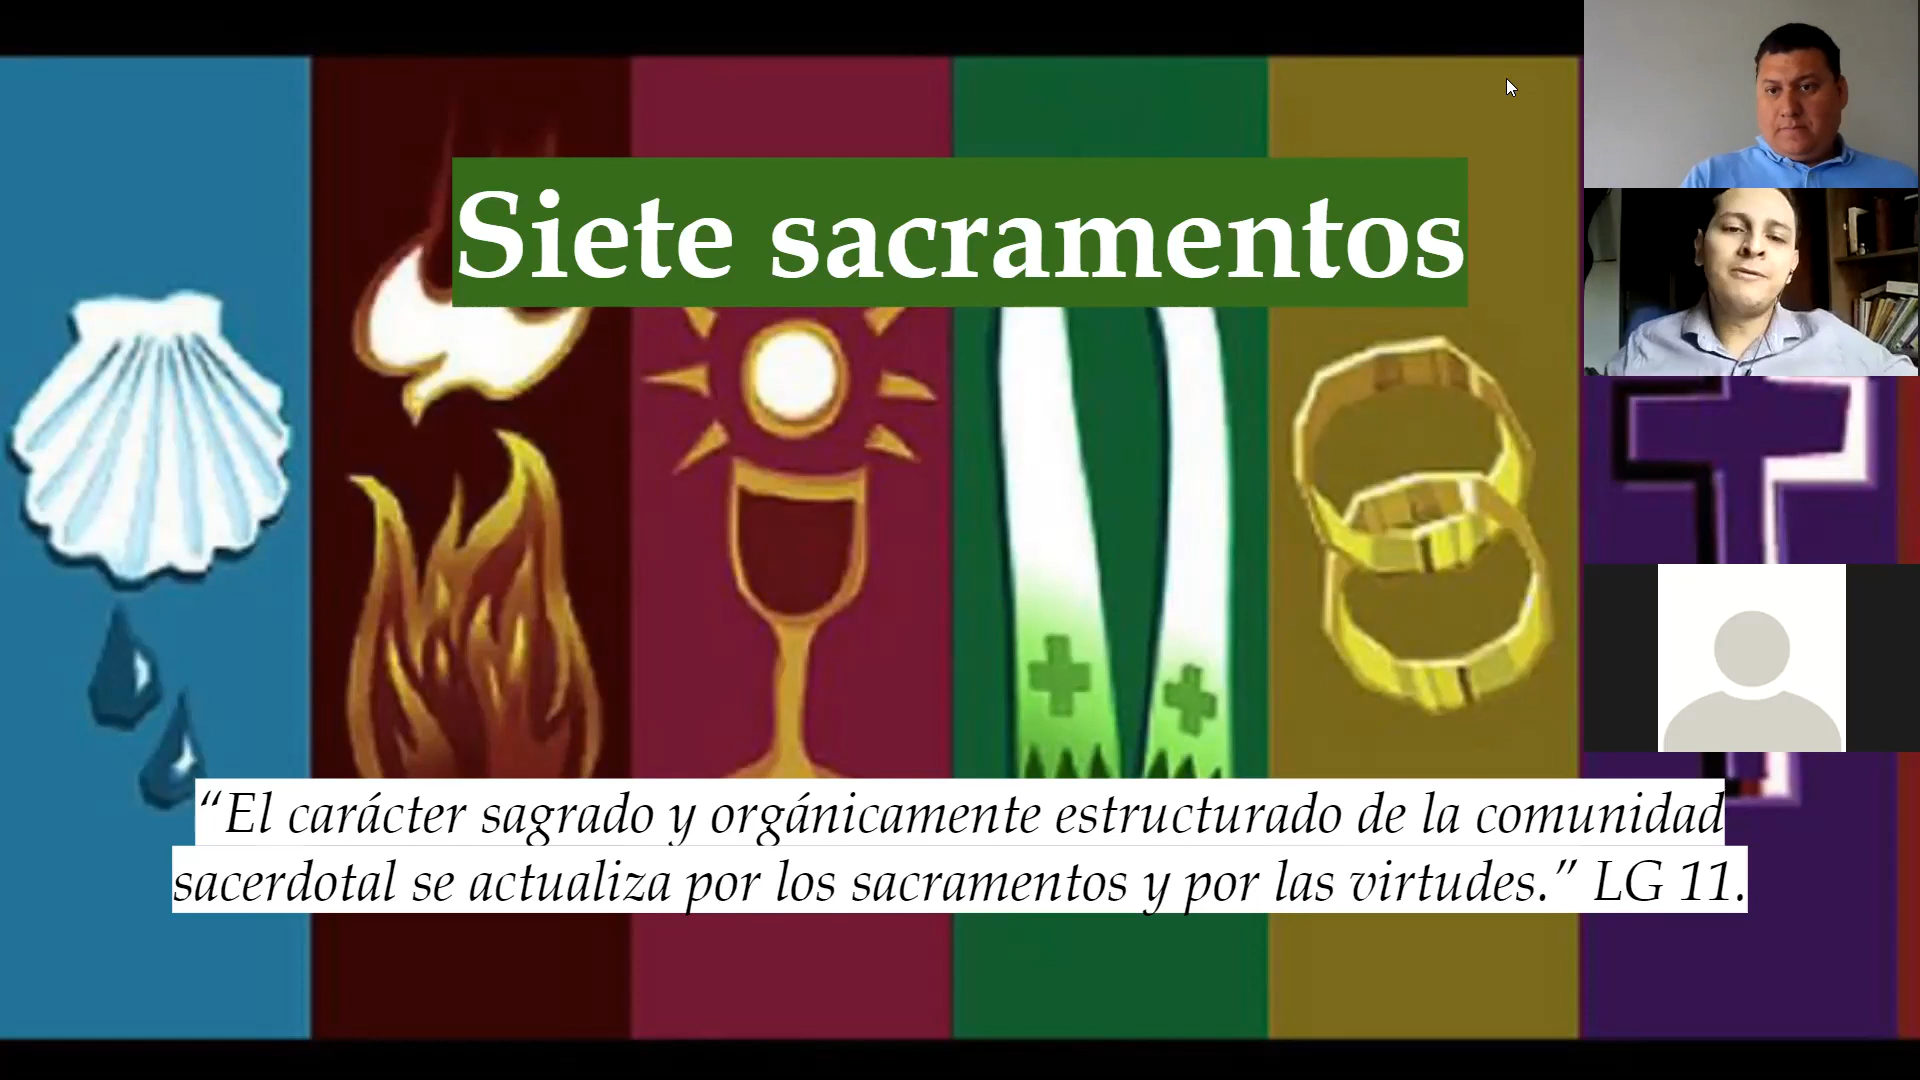 Siete sacramentos
“El carácter sagrado y orgánicamente estructurado de la comunidad
sacerdotal se actualiza por los sacramentos y por las virtudes.” LG 11.